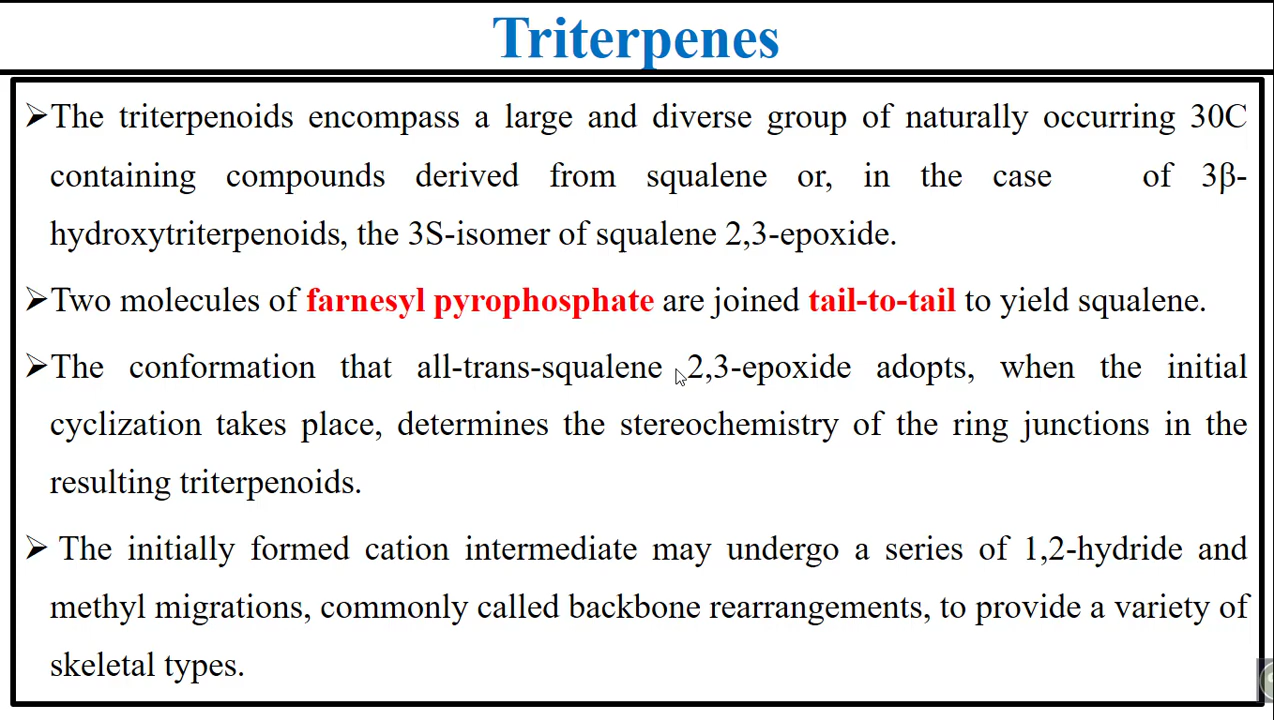 Triterpenes
➢The triterpenoids encompass a large and diverse group of naturally occurring 30C
containing compounds derived from squalene or, in the case of 3β-
hydroxytriterpenoids, the 3S-isomer of squalene 2,3-epoxide.
➢Two molecules of farnesyl pyrophosphate are joined tail-to-tail to yield squalene.
➢The conformation that all-trans-squalene 2,3-epoxide adopts, when the initial
cyclization takes place, determines the stereochemistry of the ring junctions in the
resulting triterpenoids.
➢ The initially formed cation intermediate may undergo a series of 1,2-hydride and
methyl migrations, commonly called backbone rearrangements, to provide a variety of
skeletal types.